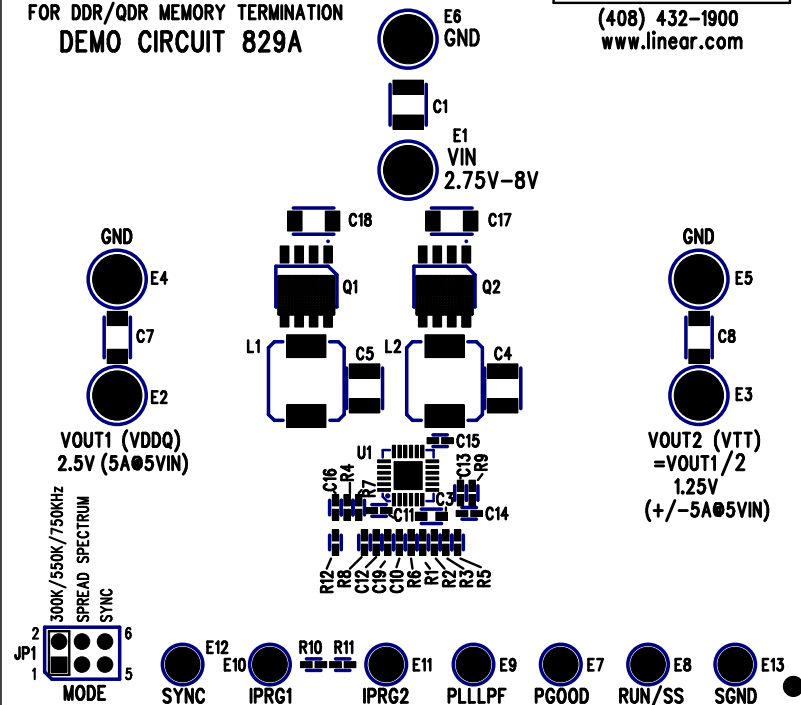 FOR DDR/QDR MEMORY TERMINATION
DEMO CIRCUIT 829A
(408) 432-1900
www.linear.com
E6
GND
C1
E1
VIN
2.75V-8V
C18
C17
GND
E4
Q1
Q2
GND
E5
C7
L1
C5
L2
C4
C8
E2
E3
VOUT1 (VDDQ)
2.5V (5A@5VIN)
VOUT2 (VTT)
=VOUT1/2
1.25V
(+/-5A@5VIN)
U1
C15
C16
R4
R7
C13
R9
C3
C11
C14
R12
R8
C12
C19
C10
R6
R1
R2
R3
R5
300K/550K/750KHz
SPREAD SPECTRUM
SYNC
2
6
JP1
1
5
MODE
E12
SYNC
E10
IPRG1
R10
R11
E11
IPRG2
E9
PLLLPF
E7
PGOOD
E8
RUN/SS
E13
SGND